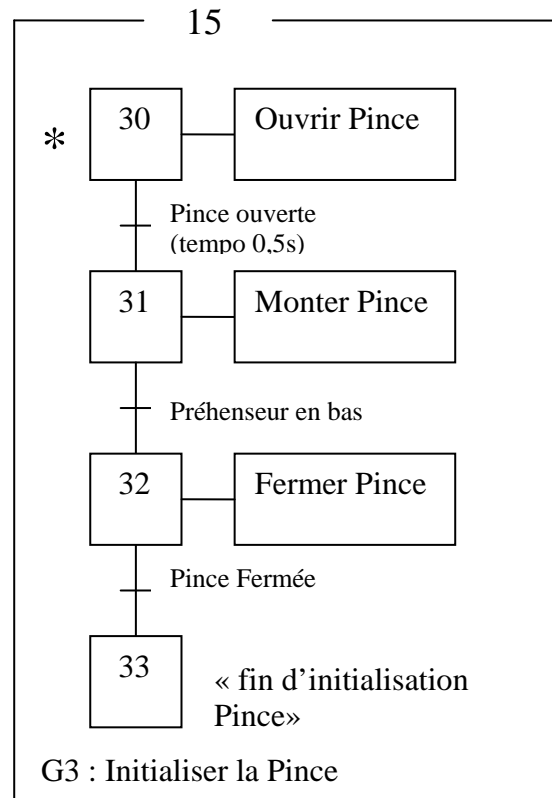 15
*
30
Ouvrir Pince
Pince ouverte
(tempo 0,5s)
31
Monter Pince
Préhenseur en bas
32
Fermer Pince
Pince Fermée
33
« fin d’initialisation
Pince»
G3 : Initialiser la Pince